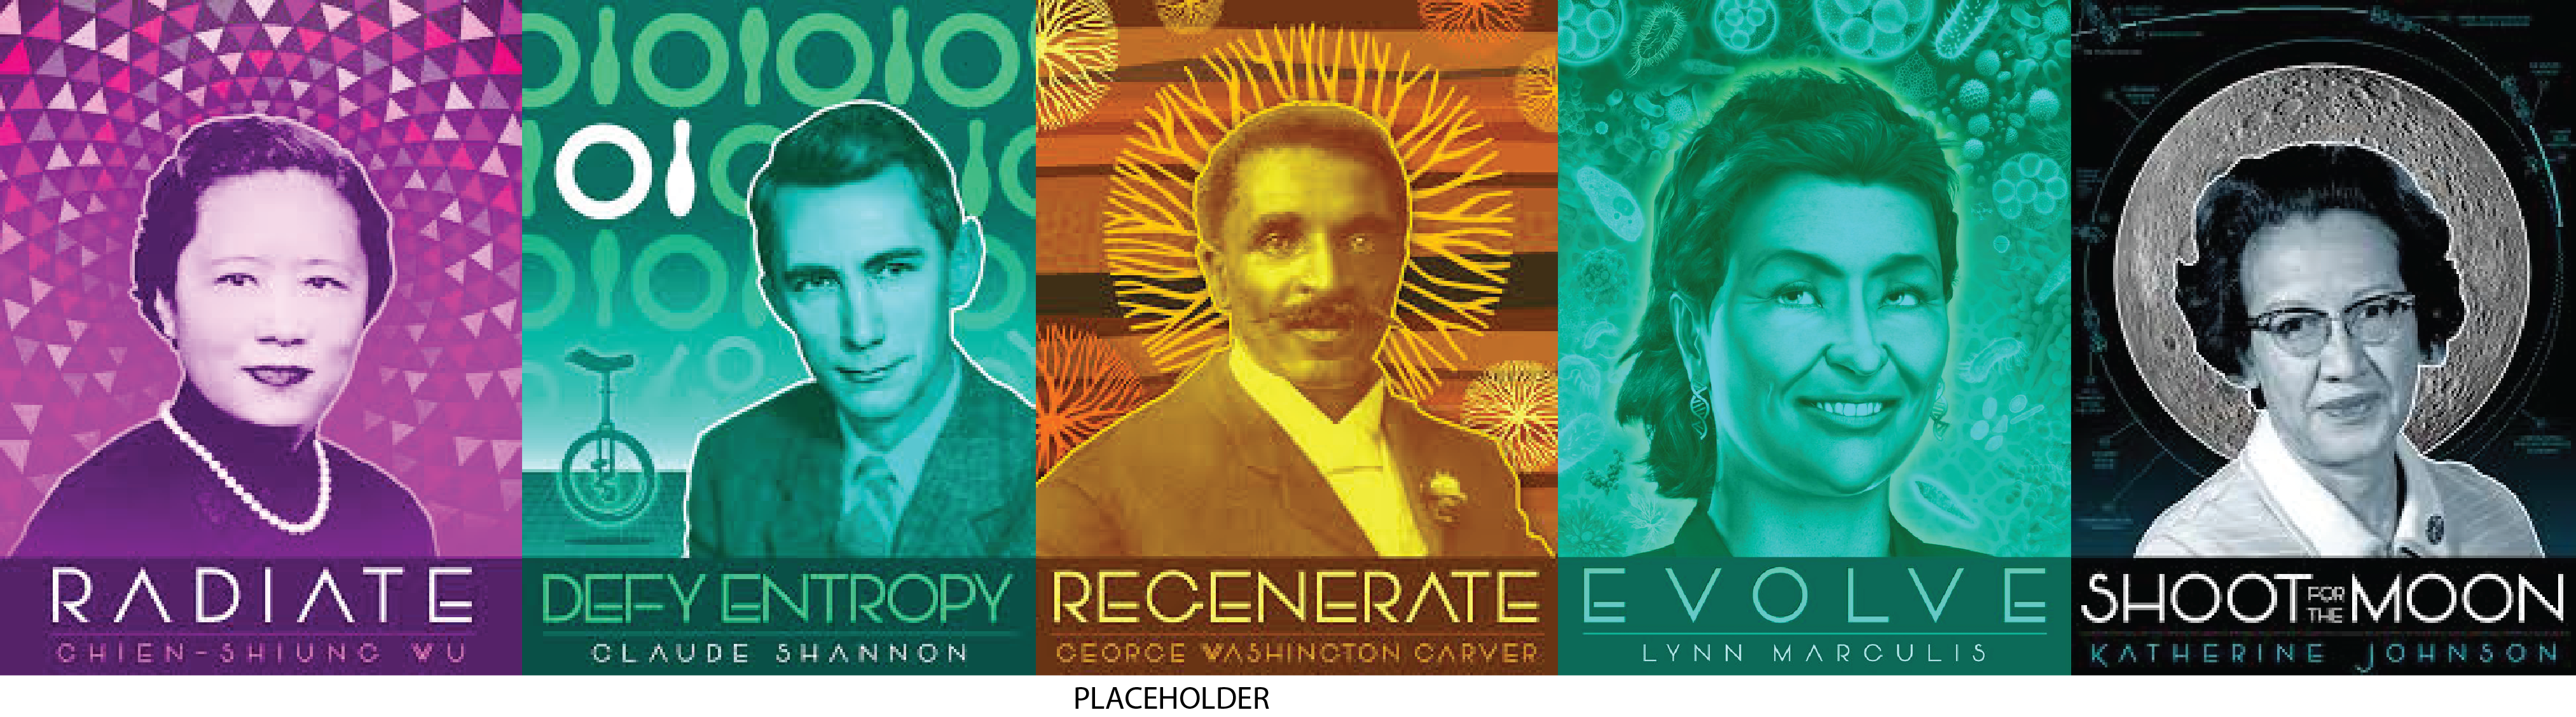 RADIATE
CHIEN-SHIUNG WU
DEFY ENTROPY
CLAUDE SHANNON
REGENERATE
GEORGE WASHINGTON CARVER
EVOLVE
LYNN MARGULIS
SHOOT FOR THE MOON
KATHERINE JOHNSON
PLACEHOLDER